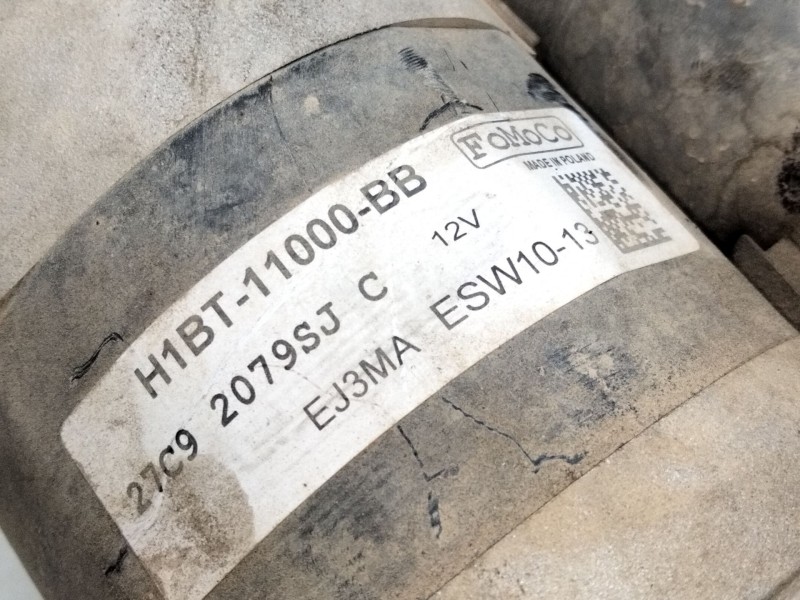 FoMoCo
MADE IN POLAND
H1BT-11000-BB
12V
27C9 2079SJ C
EJ3MA ESW10-13